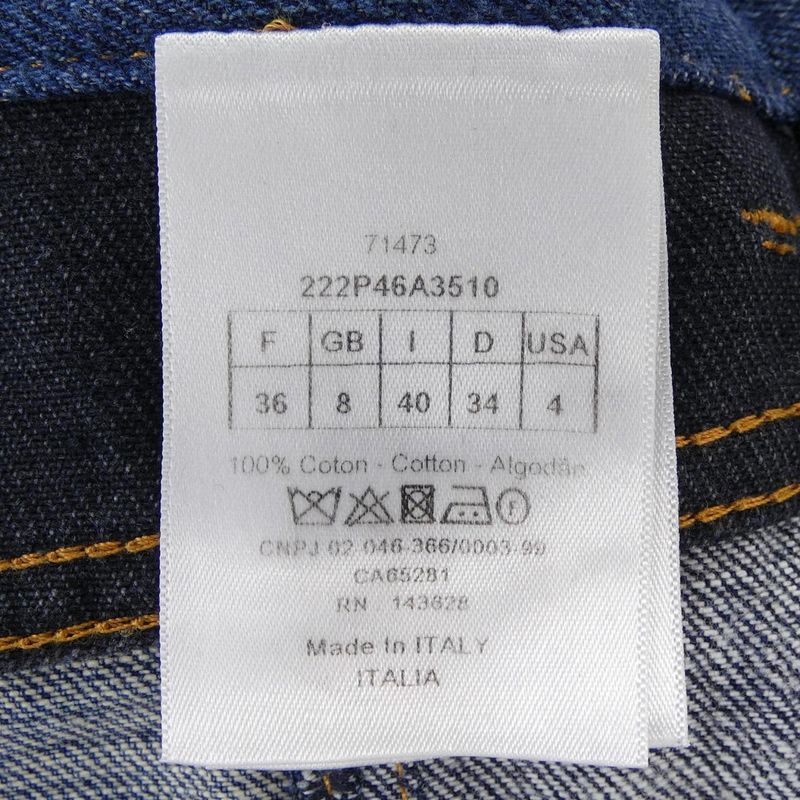 71473
222P46A3510
F GB I D USA
36 8 40 34 4
100% Coton - Cotton - Algodão
F
CNPJ 02-046-366/0003-99
CA65281
RN : 143628
Made In ITALY
ITALIA